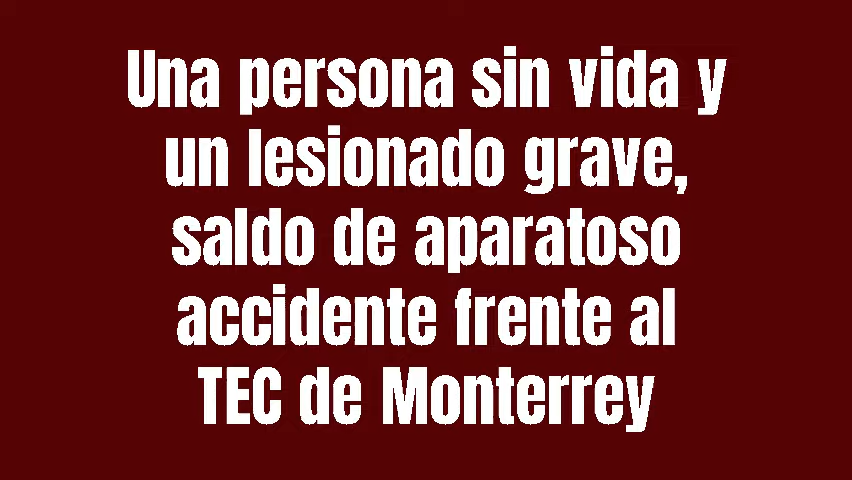 Una persona sin vida y
un lesionado grave,
saldo de aparatoso
accidente frente al
TEC de Monterrey